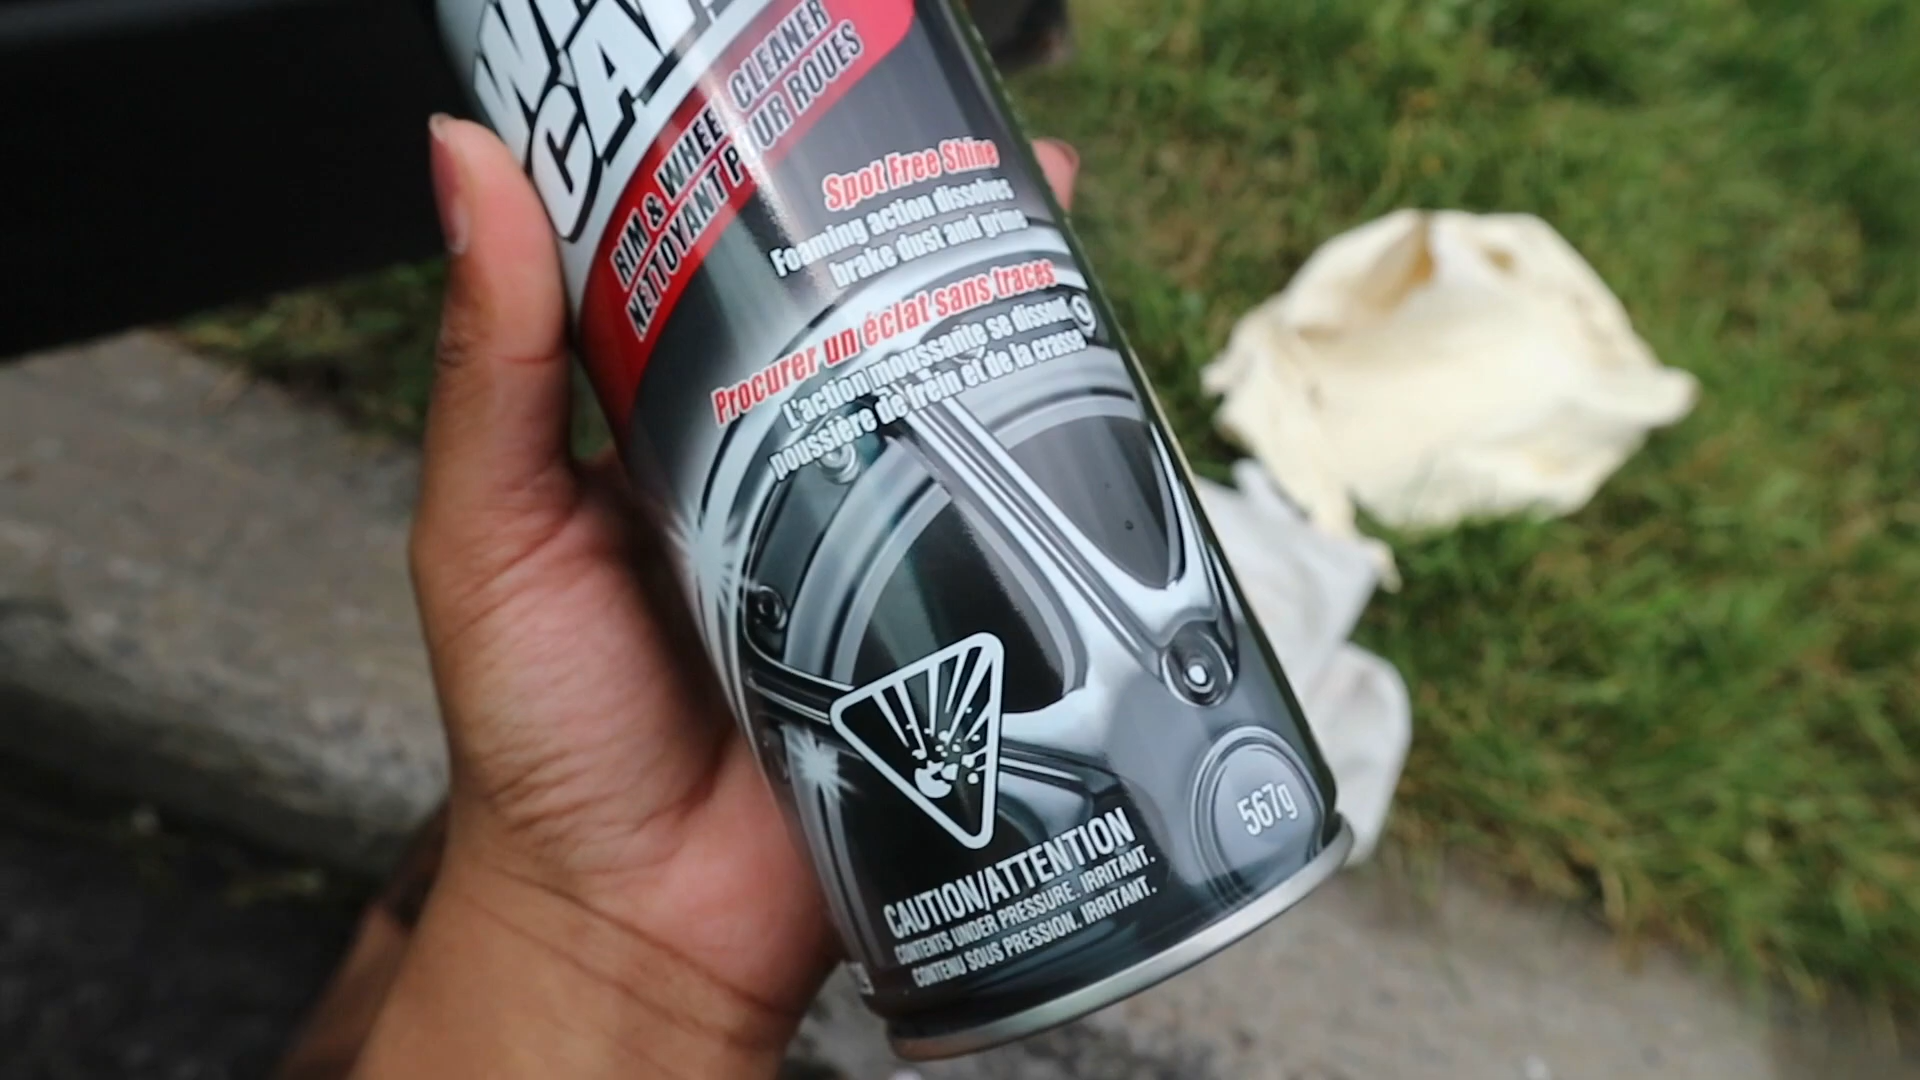 CAT
RIM & WHEEL CLEANER
NETTOYANT POUR ROUES
Spot Free Shine
Foaming action dissolves
brake dust and grime
Procurer un éclat sans traces
L'action moussante se dissout
poussière de frein et de la crasse
567g
CAUTION/ATTENTION
CONTENTS UNDER PRESSURE. IRRITANT.
CONTENU SOUS PRESSION. IRRITANT.